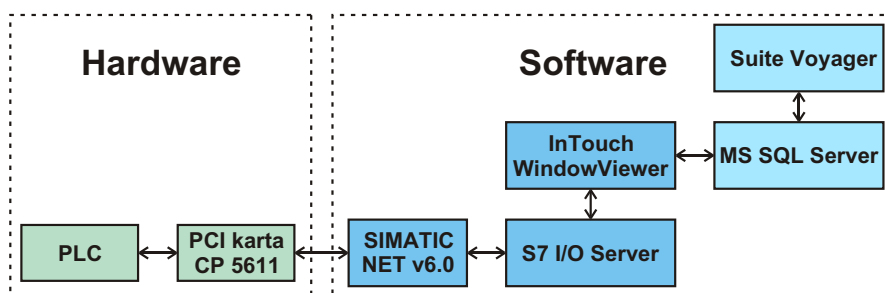 Hardware
Software
Suite Voyager
InTouch
WindowViewer
MS SQL Server
PLC
PCI karta
CP 5611
SIMATIC
NET v6.0
S7 I/O Server